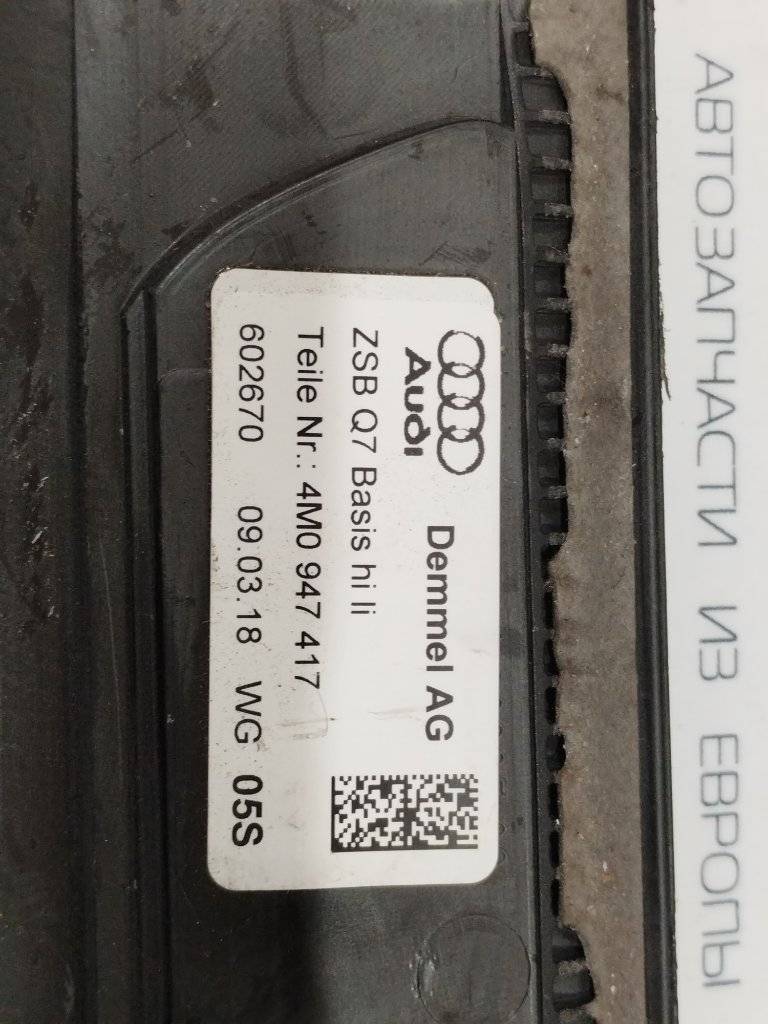 Audi Demmel AG
ZSB Q7 Basis hi li
Teile Nr.: 4M0 947 417
602670 09.03.18 WG 05S
АВТОЗАПЧАСТИ ИЗ ЕВРОПЫ